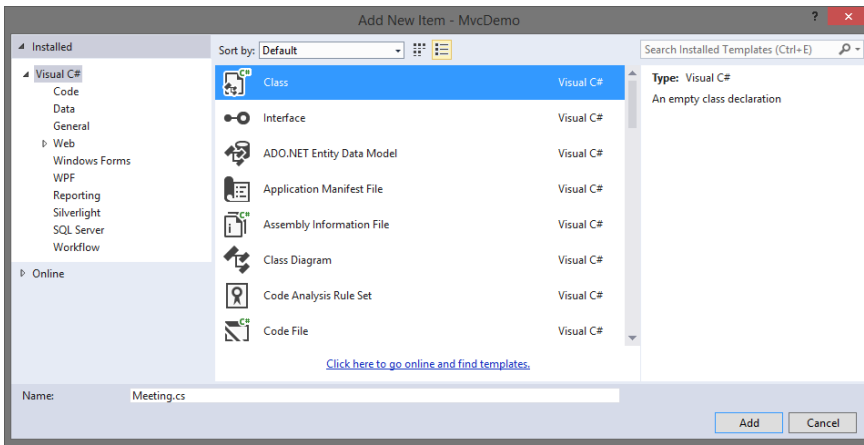 Add New Item - MvcDemo
?
Installed
Visual C#
Code
Data
General
Web
Windows Forms
WPF
Reporting
Silverlight
SQL Server
Workflow
Online
Sort by: Default
Class Visual C#
Interface Visual C#
ADO.NET Entity Data Model Visual C#
Application Manifest File Visual C#
Assembly Information File Visual C#
Class Diagram Visual C#
Code Analysis Rule Set Visual C#
Code File Visual C#
Click here to go online and find templates.
Search Installed Templates (Ctrl+E)
Type: Visual C#
An empty class declaration
Name: Meeting.cs
Add Cancel